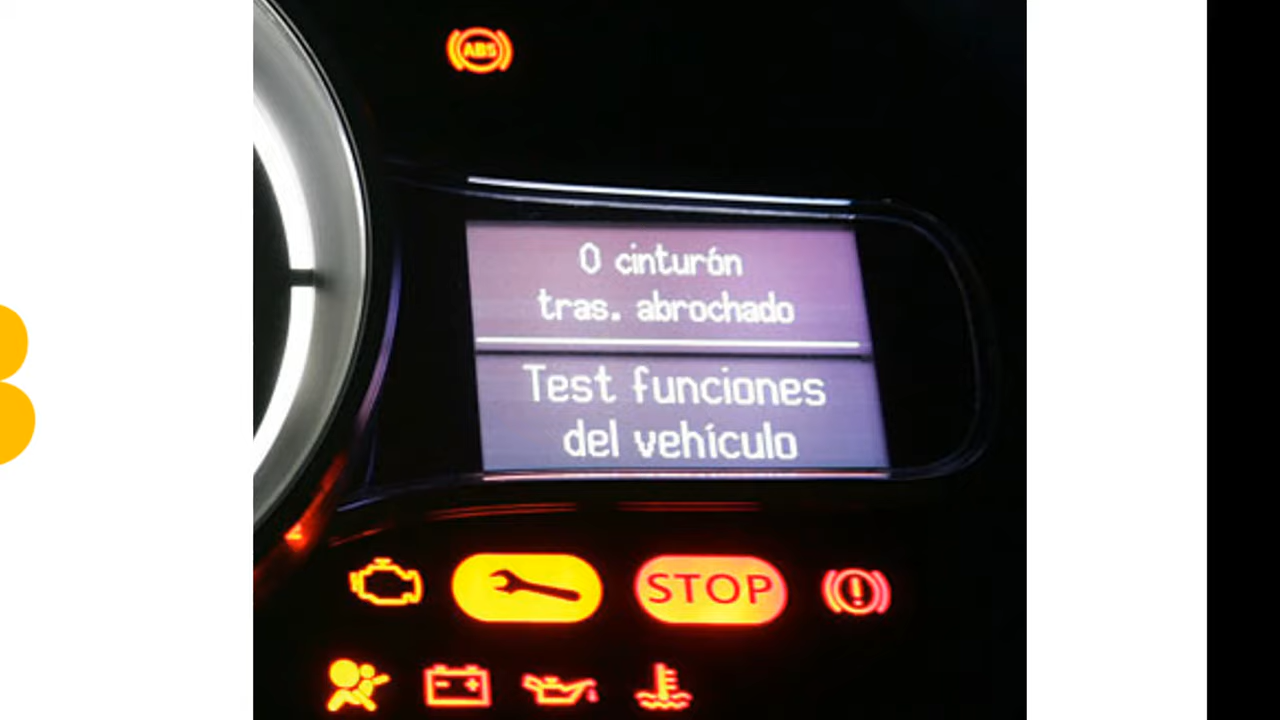 ABS
0 cinturón
tras. abrochado
Test funciones
del vehículo
STOP